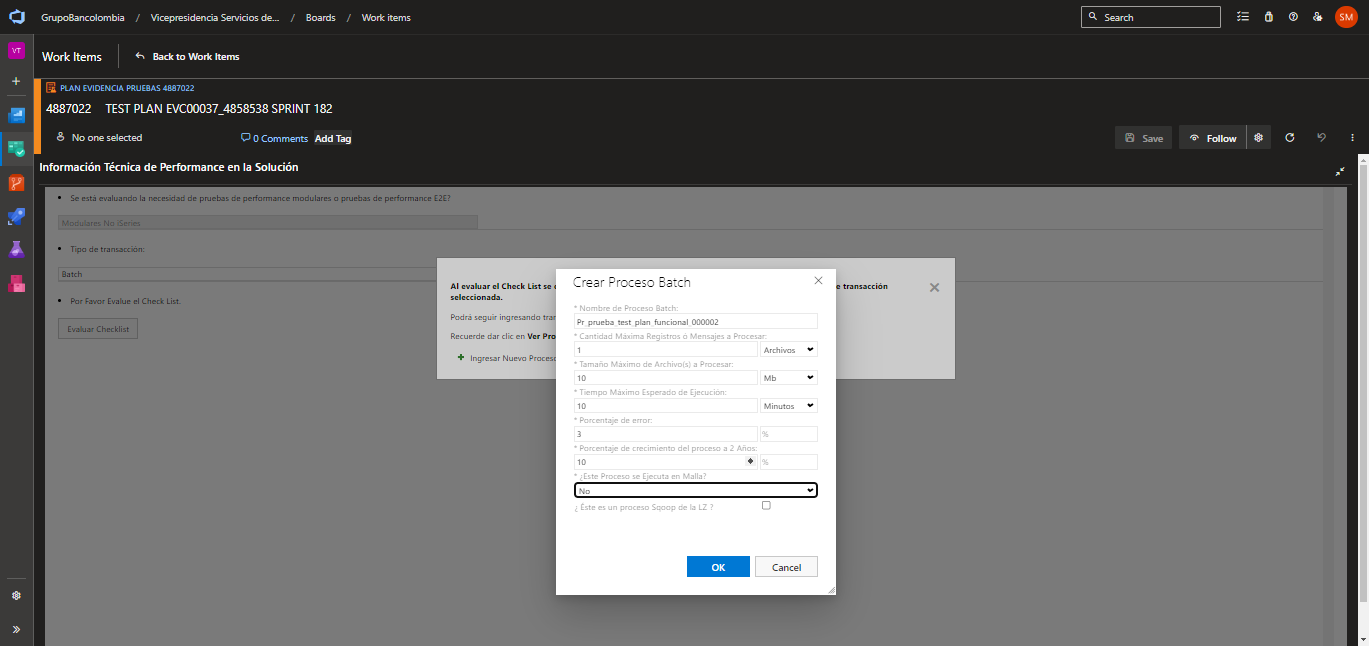 GrupoBancolombia / Vicepresidencia Servicios de... / Boards / Work items
Search
SM
VT
Work Items
Back to Work Items
PLAN EVIDENCIA PRUEBAS 4887022
4887022 TEST PLAN EVC00037_4858538 SPRINT 182
No one selected
0 Comments
Add Tag
Save
Follow
Información Técnica de Performance en la Solución
• Se está evaluando la necesidad de pruebas de performance modulares o pruebas de performance E2E?
Modulares No iSeries
• Tipo de transacción:
Batch
• Por Favor Evalue el Check List.
Evaluar Checklist
Al evaluar el Check List se
e transacción
seleccionada.
Podrá seguir ingresando
Recuerde dar clic en Ver
Ingresar Nuevo Proceso
Crear Proceso Batch
* Nombre de Proceso Batch:
Pr_prueba_test_plan_funcional_000002
* Cantidad Máxima Registros ó Mensajes a Procesar:
1 Archivos
* Tamaño Máximo de Archivo(s) a Procesar:
10 Mb
* Tiempo Máximo Esperado de Ejecución:
10 Minutos
* Porcentaje de error:
3 %
* Porcentaje de crecimiento del proceso a 2 Años:
10 %
* ¿Este Proceso se Ejecuta en Malla?
No
¿ Éste es un proceso Sqoop de la LZ ?
OK
Cancel